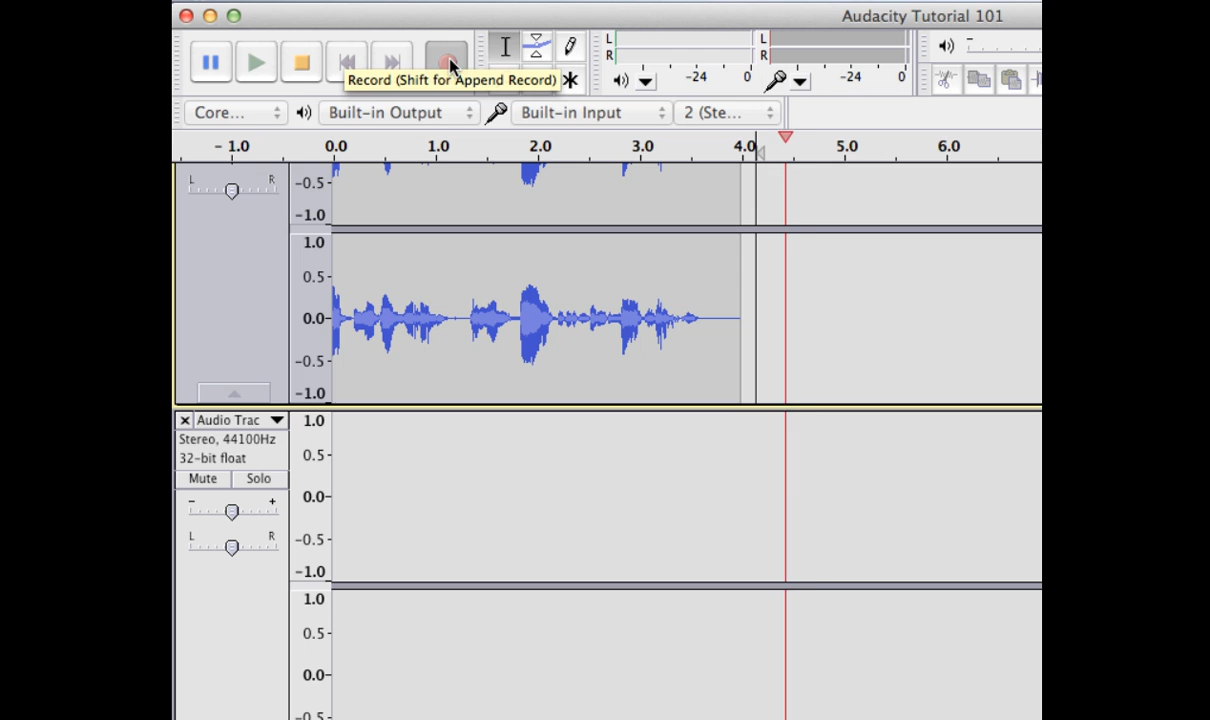 Audacity Tutorial 101
L
R
-24 0
L
R
-24 0
Record (Shift for Append Record)
Core... Built-in Output Built-in Input 2 (Ste...
- 1.0 0.0 1.0 2.0 3.0 4.0 5.0 6.0
L R
-0.5
-1.0
1.0
0.5
0.0
-0.5
-1.0
Audio Trac
Stereo, 44100Hz
32-bit float
Mute Solo
- +
L R
1.0
0.5
0.0
-0.5
-1.0
1.0
0.5
0.0
-0.5